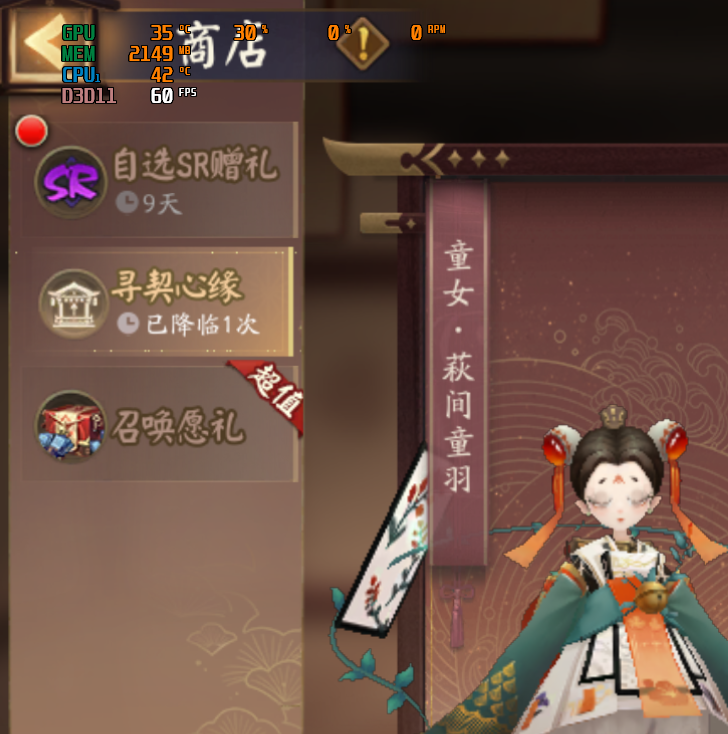 GPU 35 °C 30 % 0 % 0 RPM
商店
MEM 2149 MB
CPU1 42 °C
D3D11 60 FPS
SR
自选SR赠礼
9天
寻契心缘
已降临1次
超值
召唤愿礼
童女·萩间童羽